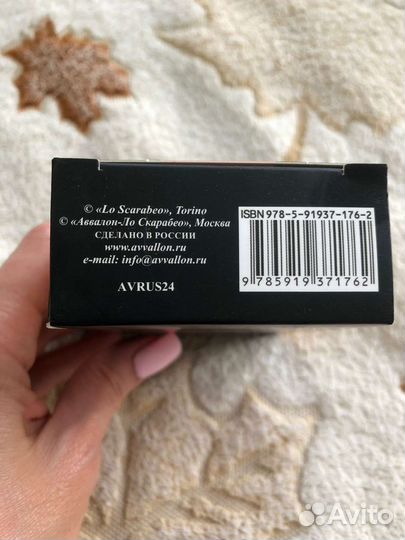 © «Lo Scarabeo», Torino
© «Аввалон-Ло Скарабео», Москва
СДЕЛАНО В РОССИИ
www.avvallon.ru
e-mail: info@avvallon.ru
AVRUS24
ISBN 978-5-91937-176-2
9 785919 371762
Avito